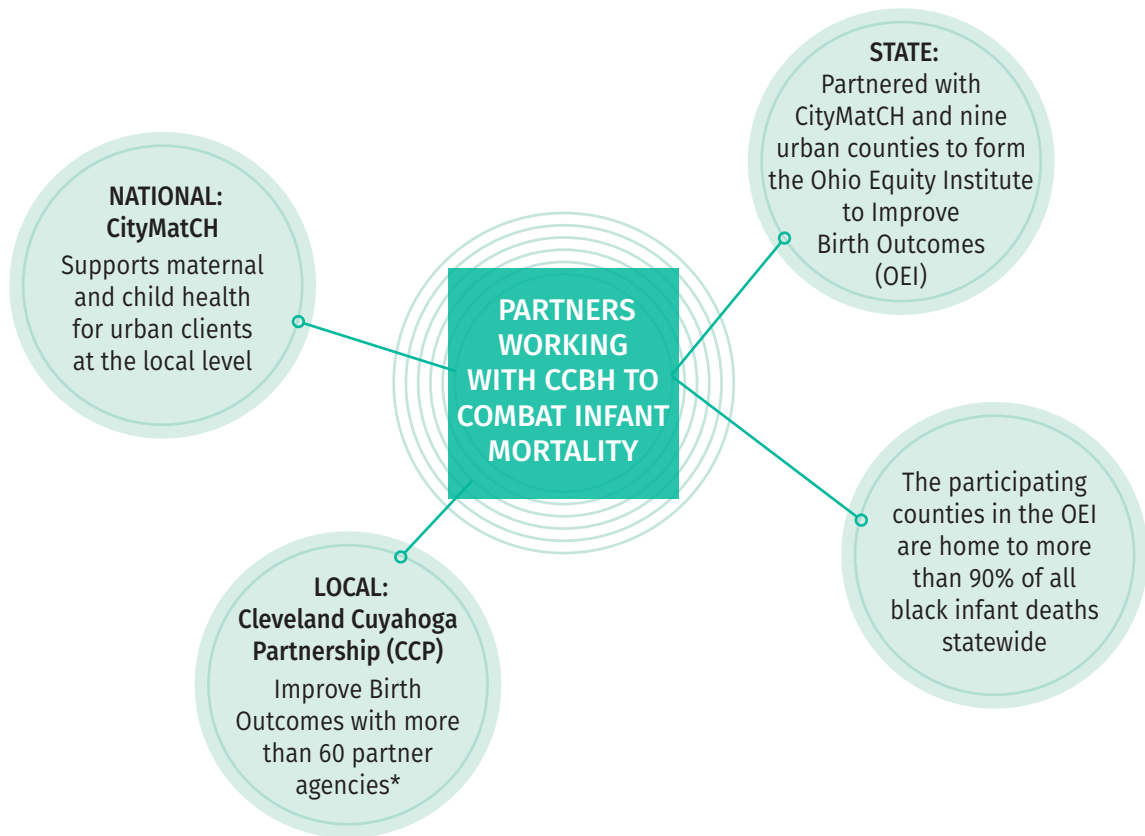 STATE:
Partnered with
CityMatCH and nine
urban counties to form
the Ohio Equity Institute
to Improve
Birth Outcomes
(OEI)
NATIONAL:
CityMatCH
Supports maternal
and child health
for urban clients
at the local level
PARTNERS
WORKING
WITH CCBH TO
COMBAT INFANT
MORTALITY
The participating
counties in the OEI
are home to more
than 90% of all
black infant deaths
statewide
LOCAL:
Cleveland Cuyahoga
Partnership (CCP)
Improve Birth
Outcomes with more
than 60 partner
agencies*